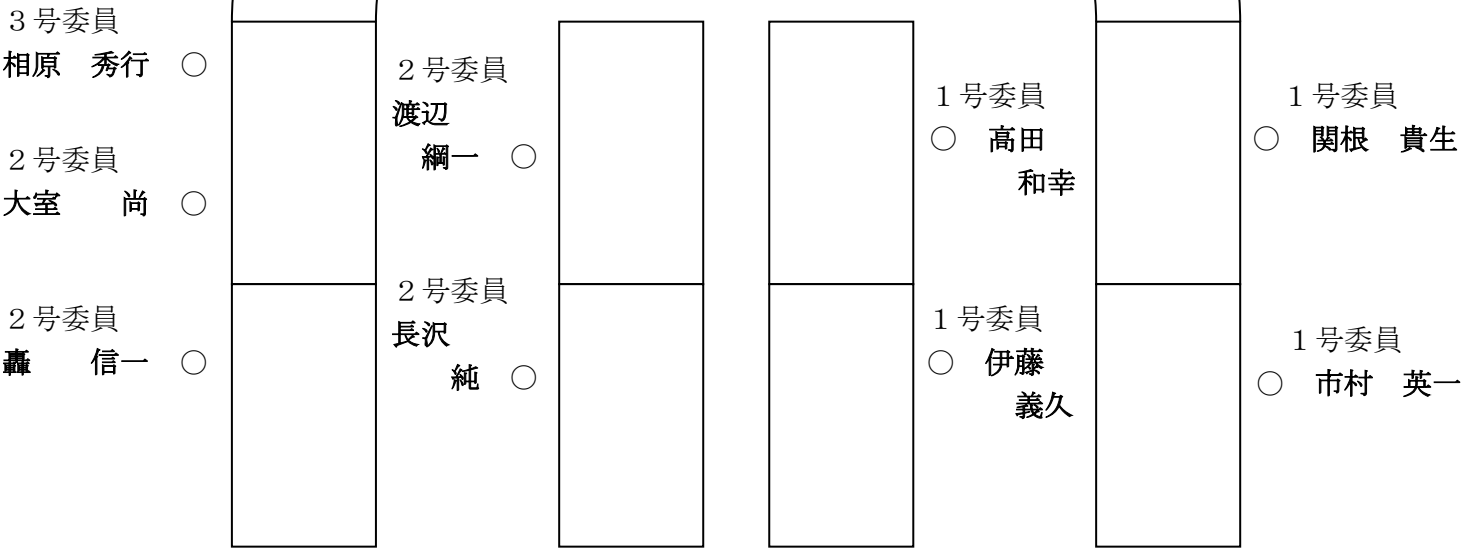 ３号委員
相原　秀行　○
２号委員
大室　　尚　○
２号委員
轟　　信一　○
２号委員
渡辺
綱一　○
２号委員
長沢
純　○
１号委員
○　高田
和幸
１号委員
○　伊藤
義久
１号委員
○　関根　貴生
１号委員
○　市村　英一